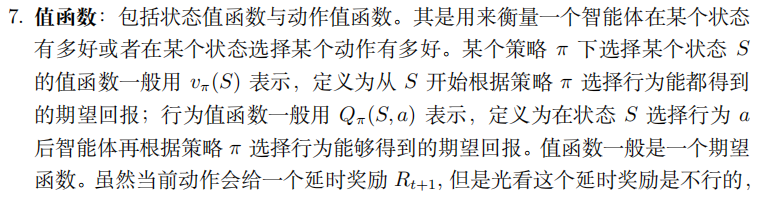 7. 值函数：包括状态值函数与动作值函数。其是用来衡量一个智能体在某个状态
有多好或者在某个状态选择某个动作有多好。某个策略 π 下选择某个状态 S
的值函数一般用 vπ(S) 表示，定义为从 S 开始根据策略 π 选择行为能都得到
的期望回报；行为值函数一般用 Qπ(S, a) 表示，定义为在状态 S 选择行为 a
后智能体再根据策略 π 选择行为能够得到的期望回报。值函数一般是一个期望
函数。虽然当前动作会给一个延时奖励 Rt+1, 但是光看这个延时奖励是不行的，